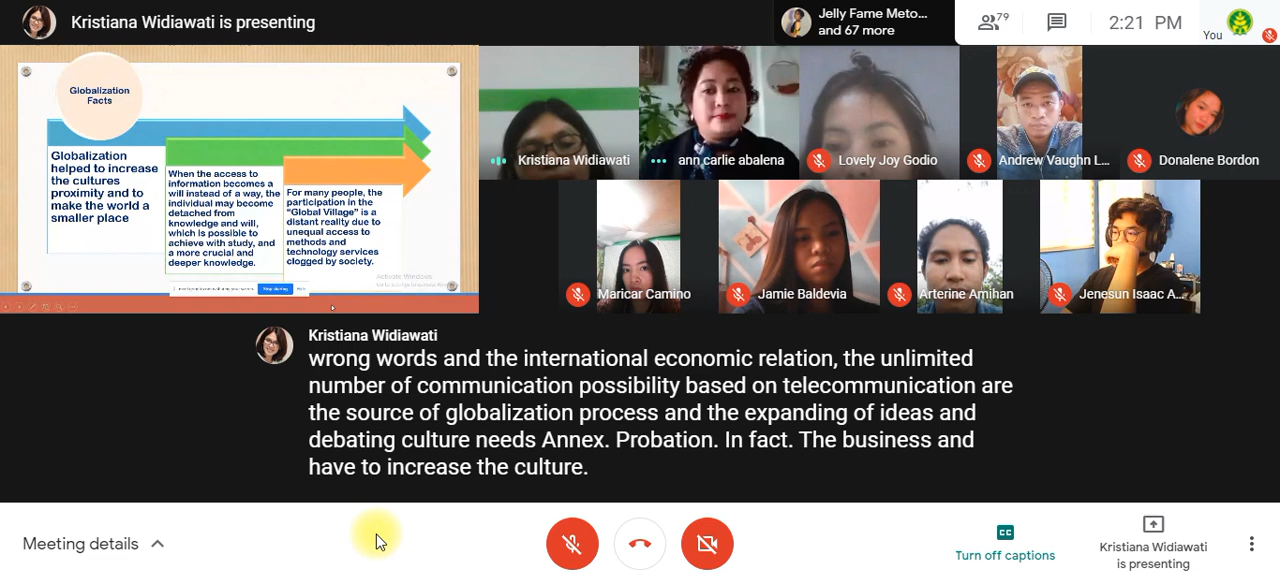 Kristiana Widiawati is presenting
Jelly Fame Meto...
and 67 more
79
2:21 PM
You
Globalization
Facts
Globalization
helped to increase
the cultures
proximity and to
make the world a
smaller place
When the access to
information becomes a
will instead of a way, the
individual may become
detached from
knowledge and will,
which is possible to
achieve with study, and
a more crucial and
deeper knowledge.
For many people, the
participation in the
"Global Village" is a
distant reality due to
unequal access to
methods and
technology services
clogged by society.
Activate Windows
Stop sharing
Hide
Kristiana Widiawati
ann carlie abalena
Lovely Joy Godio
Andrew Vaughn L...
Donalene Bordon
Maricar Camino
Jamie Baldevia
Arterine Amihan
Jenesun Isaac A...
Kristiana Widiawati
wrong words and the international economic relation, the unlimited
number of communication possibility based on telecommunication are
the source of globalization process and the expanding of ideas and
debating culture needs Annex. Probation. In fact. The business and
have to increase the culture.
Meeting details
CC
Turn off captions
Kristiana Widiawati
is presenting